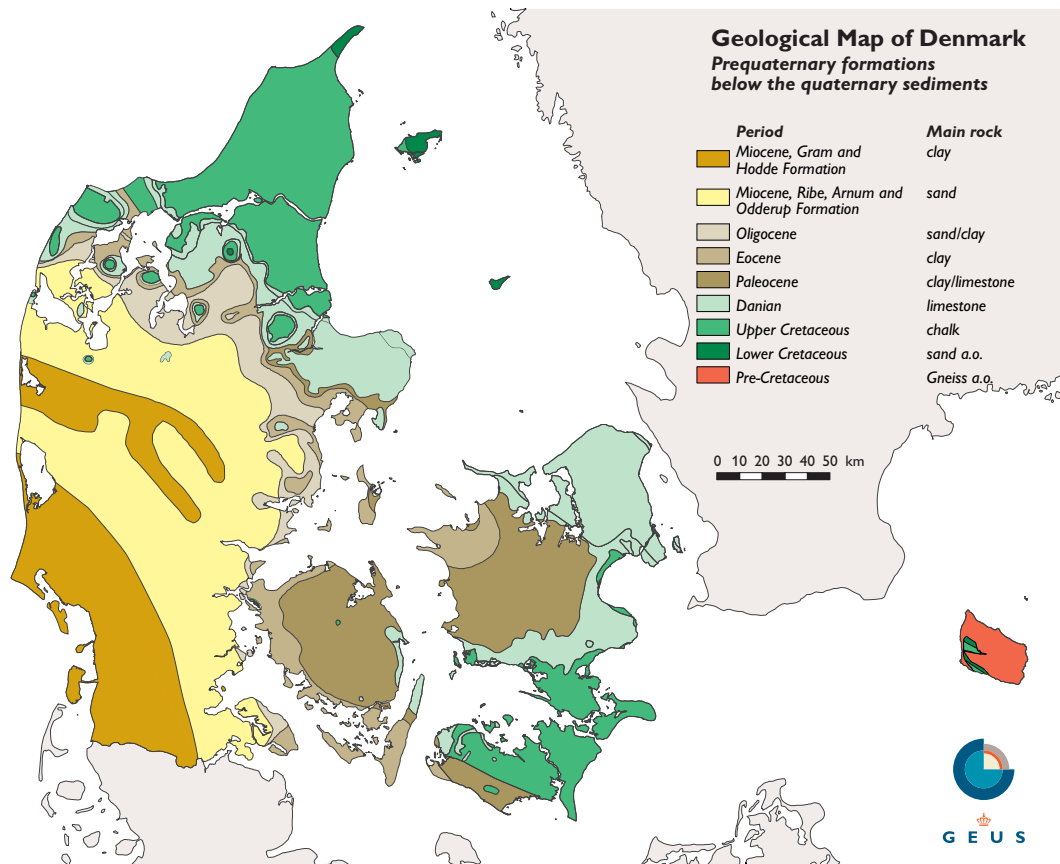 Geological Map of Denmark
Prequaternary formations
below the quaternary sediments
Period Main rock
Miocene, Gram and clay
Hodde Formation
Miocene, Ribe, Arnum and sand
Odderup Formation
Oligocene sand/clay
Eocene clay
Paleocene clay/limestone
Danian limestone
Upper Cretaceous chalk
Lower Cretaceous sand a.o.
Pre-Cretaceous Gneiss a.o.
0 10 20 30 40 50 km
G E U S